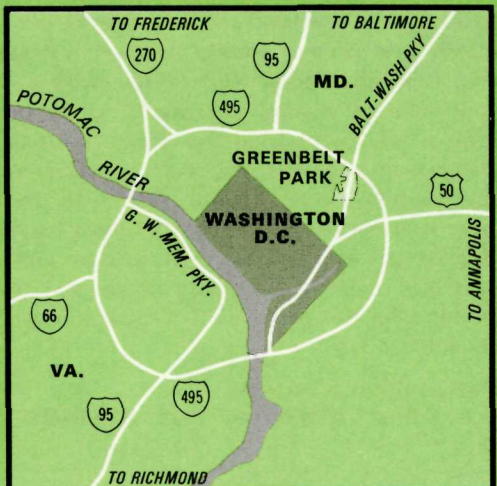 TO FREDERICK
TO BALTIMORE
270
95
MD.
495
BALT-WASH PKY
POTOMAC
RIVER
GREENBELT
PARK
50
WASHINGTON
D.C.
G. W. MEM. PKY.
TO ANNAPOLIS
66
VA.
495
95
TO RICHMOND